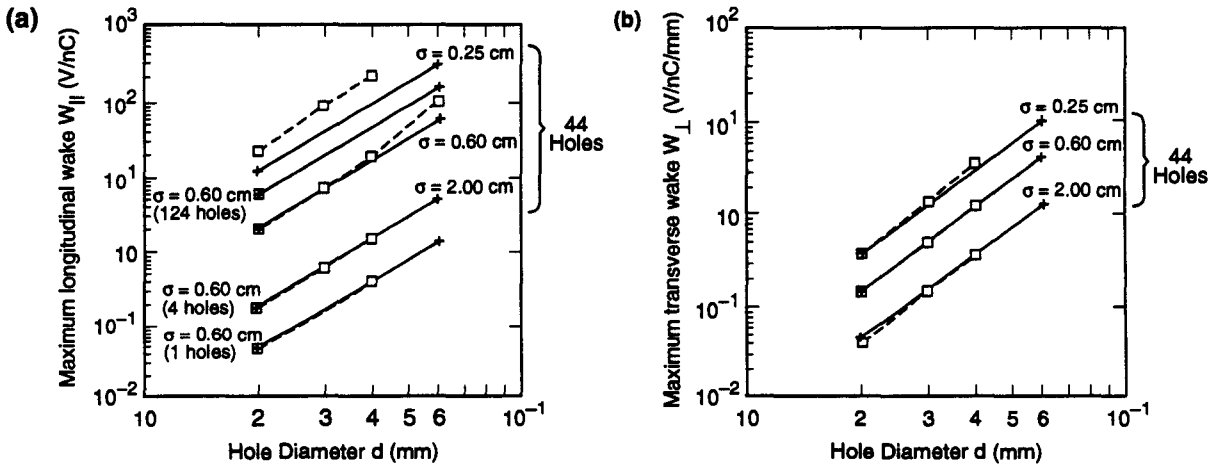 (a)
Maximum longitudinal wake W|| (V/nC)
10³
10²
10¹
10⁰
10⁻¹
10⁻²
σ = 0.25 cm
σ = 0.60 cm
σ = 2.00 cm
44
Holes
σ = 0.60 cm
(124 holes)
σ = 0.60 cm
(4 holes)
σ = 0.60 cm
(1 holes)
10 2 3 4 5 6 10⁻¹
Hole Diameter d (mm)
(b)
Maximum transverse wake W⊥ (V/nC/mm)
10²
10¹
10⁰
10⁻¹
10⁻²
σ = 0.25 cm
σ = 0.60 cm
σ = 2.00 cm
44
Holes
10 2 3 4 5 6 10⁻¹
Hole Diameter d (mm)